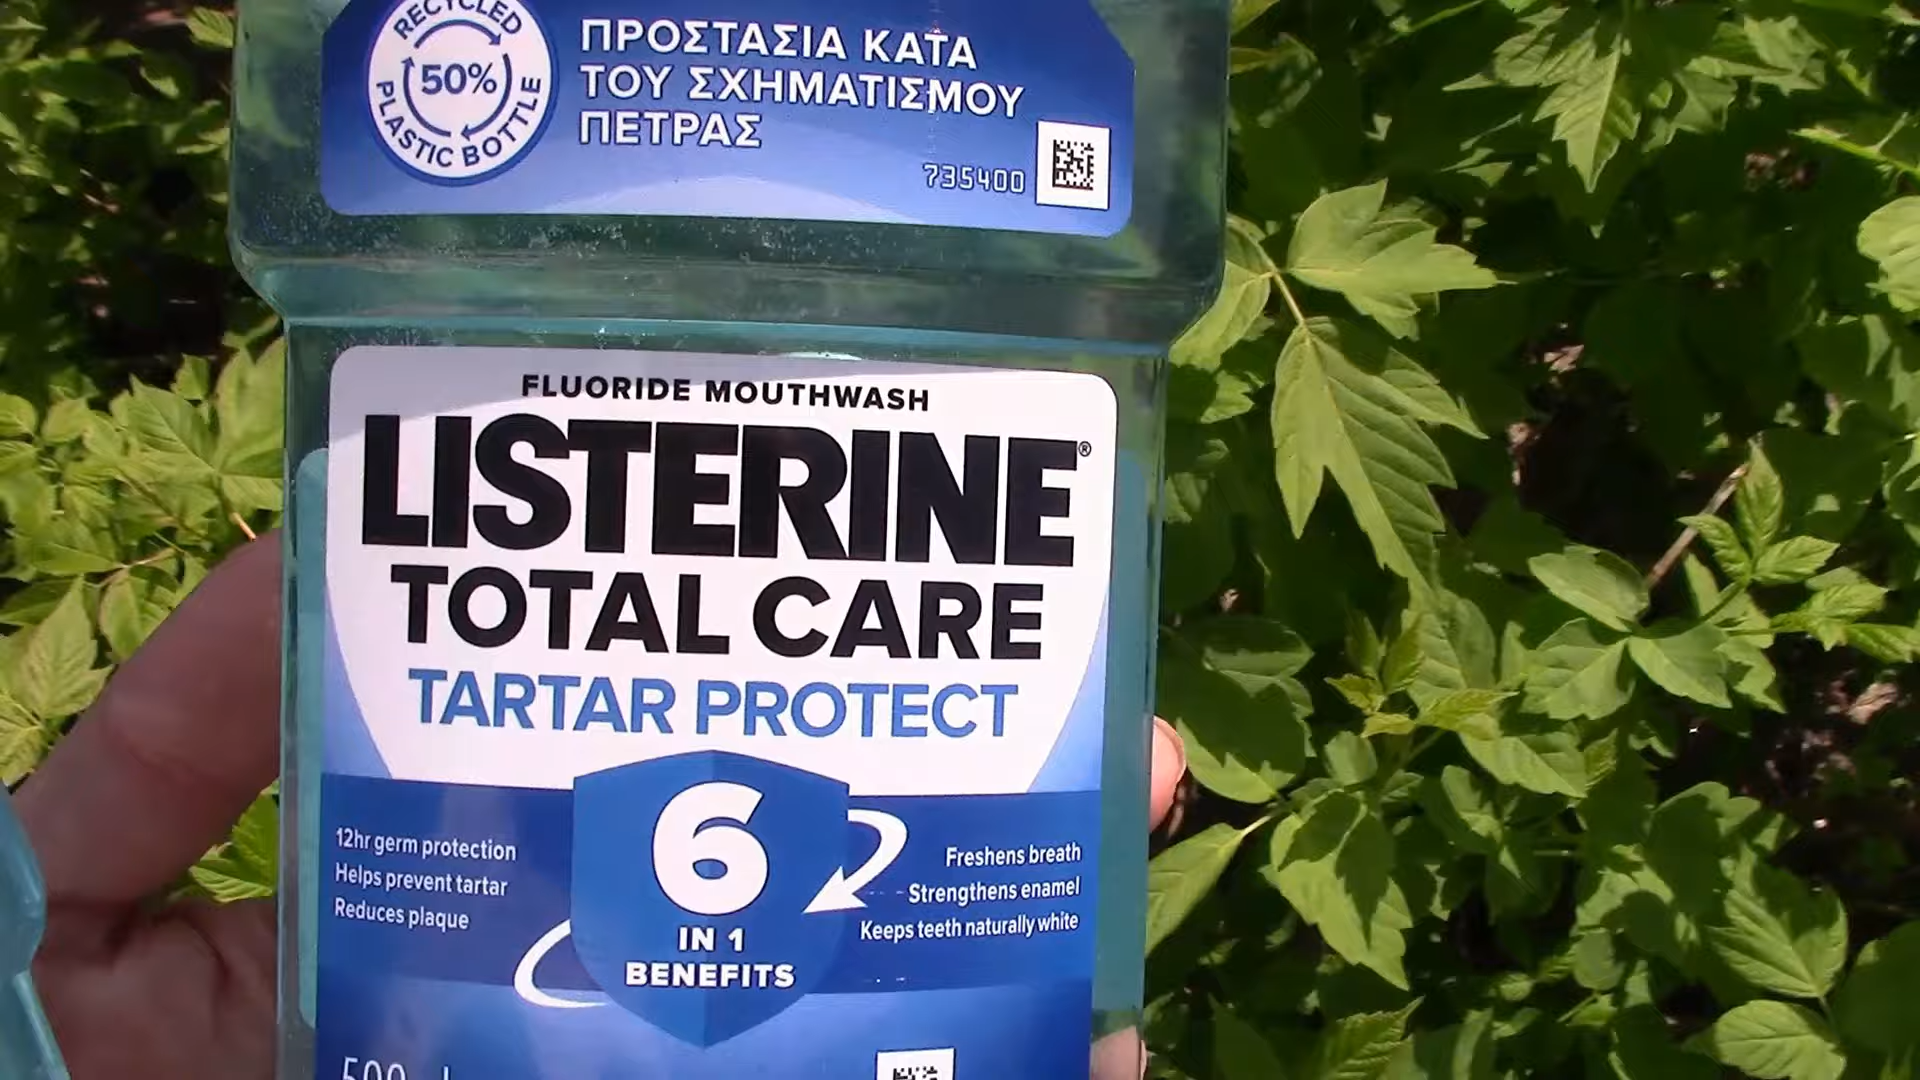 RECYCLED
50%
PLASTIC BOTTLE
ΠΡΟΣΤΑΣΙΑ ΚΑΤΑ
ΤΟΥ ΣΧΗΜΑΤΙΣΜΟΥ
ΠΕΤΡΑΣ
735400
FLUORIDE MOUTHWASH
LISTERINE®
TOTAL CARE
TARTAR PROTECT
12hr germ protection
Helps prevent tartar
Reduces plaque
6
IN 1
BENEFITS
Freshens breath
Strengthens enamel
Keeps teeth naturally white